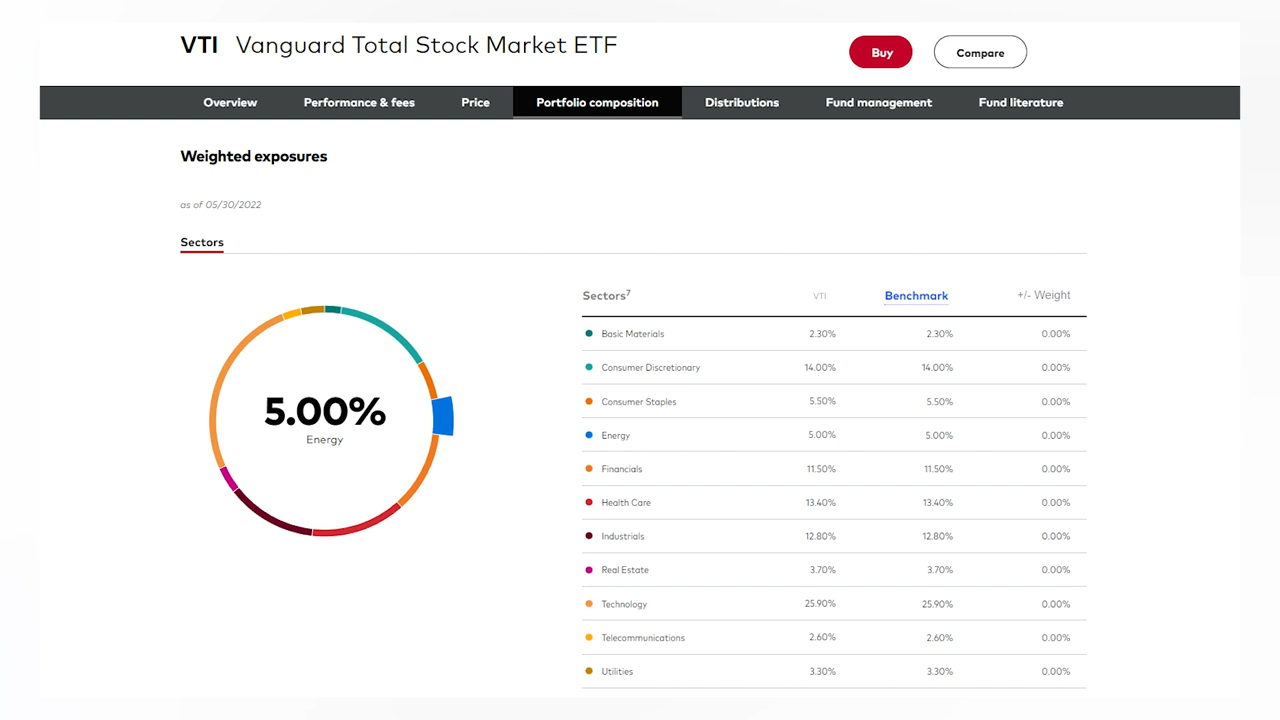 VTI Vanguard Total Stock Market ETF
Buy
Compare
Overview Performance & fees Price Portfolio composition Distributions Fund management Fund literature
Weighted exposures
as of 05/30/2022
Sectors
5.00%
Energy
Sectors7 VTI Benchmark +/- Weight
Basic Materials 2.30% 2.30% 0.00%
Consumer Discretionary 14.00% 14.00% 0.00%
Consumer Staples 5.50% 5.50% 0.00%
Energy 5.00% 5.00% 0.00%
Financials 11.50% 11.50% 0.00%
Health Care 13.40% 13.40% 0.00%
Industrials 12.80% 12.80% 0.00%
Real Estate 3.70% 3.70% 0.00%
Technology 25.90% 25.90% 0.00%
Telecommunications 2.60% 2.60% 0.00%
Utilities 3.30% 3.30% 0.00%